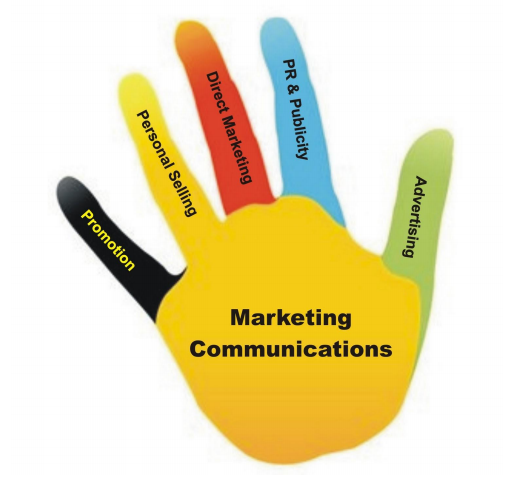 Promotion
Personal Selling
Direct Marketing
PR & Publicity
Advertising
Marketing
Communications